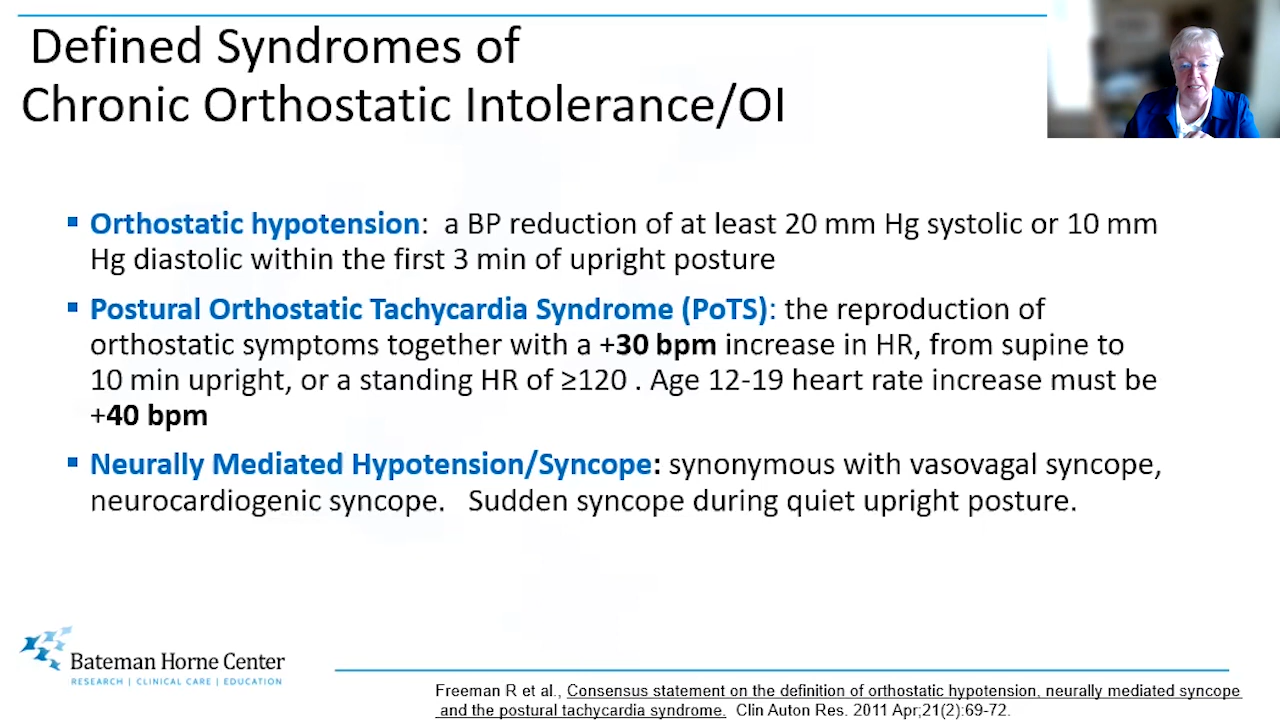 Defined Syndromes of
Chronic Orthostatic Intolerance/OI
▪ Orthostatic hypotension:  a BP reduction of at least 20 mm Hg systolic or 10 mm
Hg diastolic within the first 3 min of upright posture
▪ Postural Orthostatic Tachycardia Syndrome (PoTS): the reproduction of
orthostatic symptoms together with a +30 bpm increase in HR, from supine to
10 min upright, or a standing HR of ≥120 . Age 12-19 heart rate increase must be
+40 bpm
▪ Neurally Mediated Hypotension/Syncope: synonymous with vasovagal syncope,
neurocardiogenic syncope.   Sudden syncope during quiet upright posture.
Bateman Horne Center
RESEARCH | CLINICAL CARE | EDUCATION
Freeman R et al., Consensus statement on the definition of orthostatic hypotension, neurally mediated syncope
and the postural tachycardia syndrome.  Clin Auton Res. 2011 Apr;21(2):69-72.